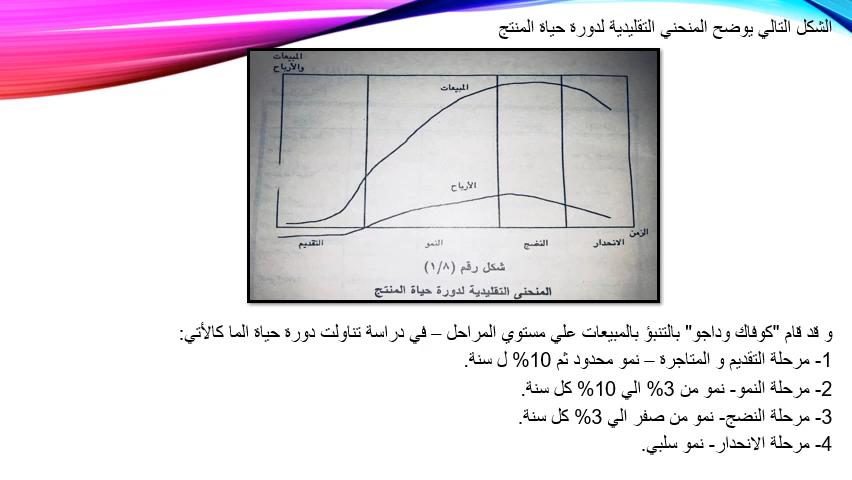 الشكل التالي يوضح المنحني التقليدية لدورة حياة المنتج
المبيعات
والأرباح
المبيعات
الأرباح
الزمن
التقديم
النمو
النضج
الانحدار
شكل رقم (١/٨)
المنحنى التقليدية لدورة حياة المنتج
و قد قام "كوفاك وداجو" بالتنبؤ بالمبيعات علي مستوي المراحل – في دراسة تناولت دورة حياة الما كالأتي:
1- مرحلة التقديم و المتاجرة – نمو محدود ثم 10% ل سنة.
2- مرحلة النمو- نمو من 3% الي 10% كل سنة.
3- مرحلة النضج- نمو من صفر الي 3% كل سنة.
4- مرحلة الانحدار- نمو سلبي.